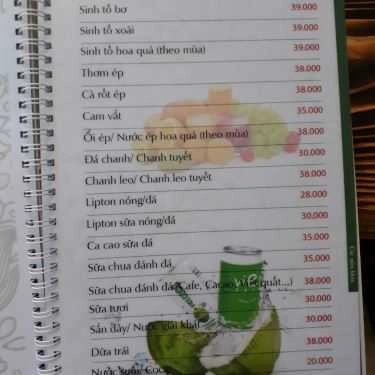 Sinh tố bơ 39.000
Sinh tố xoài 39.000
Sinh tố hoa quả (theo mùa) 39.000
Thơm ép 38.000
Cà rốt ép 38.000
Cam vắt 35.000
Ổi ép/ Nước ép hoa quả (theo mùa) 38.000
Đá chanh/ Chanh tuyết 30.000
Chanh leo/ Chanh leo tuyết 38.000
Lipton nóng/đá 28.000
Lipton sữa nóng/đá 30.000
Ca cao sữa đá 35.000
Sữa chua đánh đá 35.000
Sữa chua đánh đá (Cafe, Cacao, Việt quất...) 38.000
Sữa tươi 30.000
Sắn dây/ Nước giải khát 30.000
Dừa trái 38.000
Nước suối/ 20.000